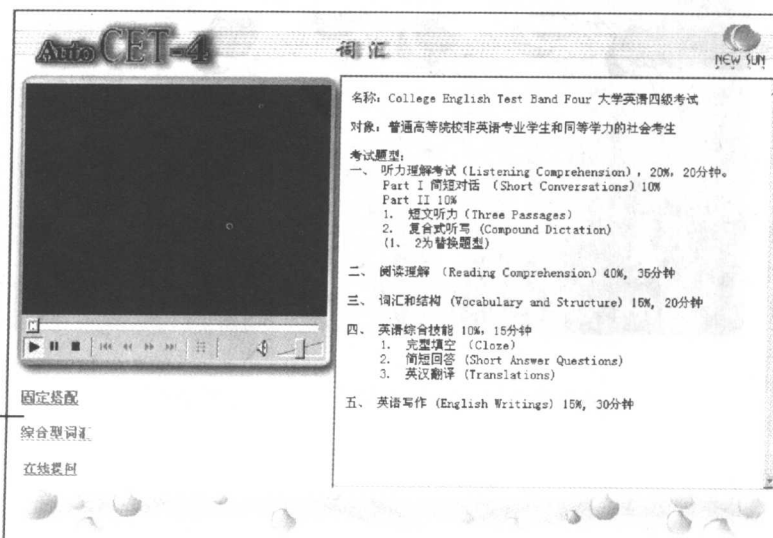 Auto CET-4
词汇
NEW SUN
名称：College English Test Band Four 大学英语四级考试
对象：普通高等院校非英语专业学生和同等学力的社会考生
考试题型：
一、 听力理解考试（Listening Comprehension），20%，20分钟。
Part I 简短对话 （Short Conversations）10%
Part II 10%
1. 短文听力（Three Passages）
2. 复合式听写（Compound Dictation）
(1、 2为替换题型)
二、 阅读理解 （Reading Comprehension）40%, 35分钟
三、 词汇和结构（Vocabulary and Structure）15%, 20分钟
四、 英语综合技能 10%，15分钟
1. 完型填空 （Cloze）
2. 简短回答（Short Answer Questions）
3. 英汉翻译（Translations）
五、 英语写作（English Writings）15%, 30分钟
固定搭配
综合型词汇
在线提问